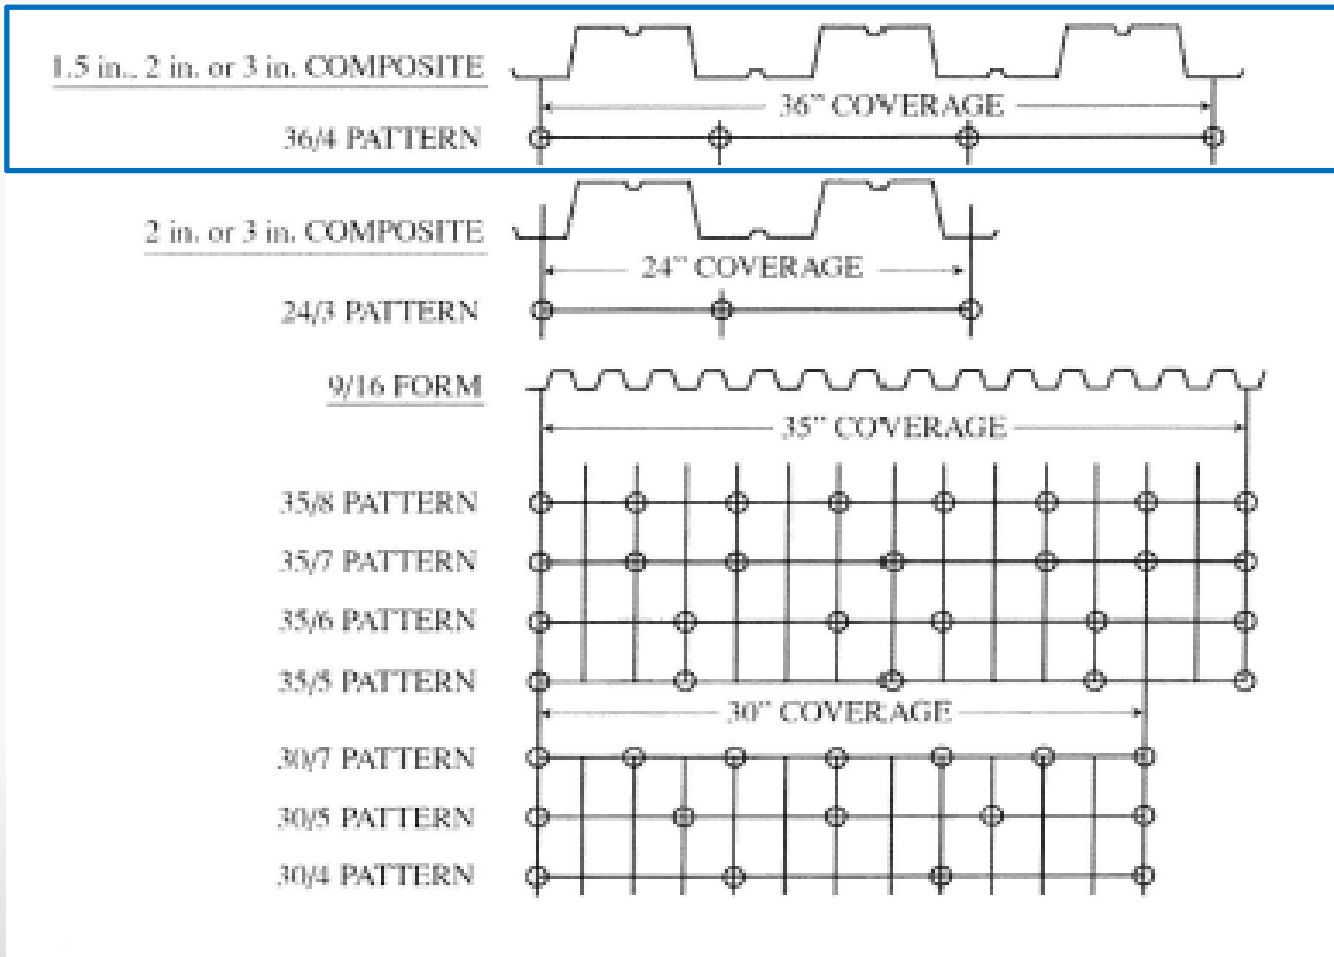 1.5 in., 2 in. or 3 in. COMPOSITE
36" COVERAGE
36/4 PATTERN
2 in. or 3 in. COMPOSITE
24" COVERAGE
24/3 PATTERN
9/16 FORM
35" COVERAGE
35/8 PATTERN
35/7 PATTERN
35/6 PATTERN
35/5 PATTERN
30" COVERAGE
30/7 PATTERN
30/5 PATTERN
30/4 PATTERN